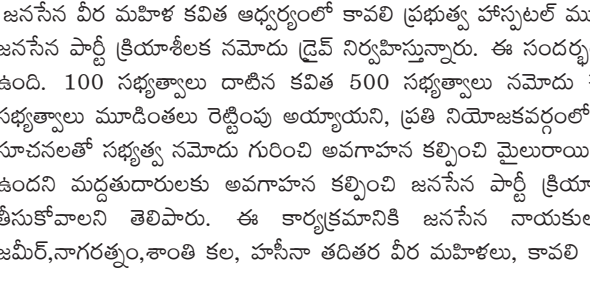 జనసేన వీర మహిళ కవిత ఆధ్వర్యంలో కావలి ప్రభుత్వ హాస్పటల్
జనసేన పార్టీ క్రియాశీలక నమోదు డ్రైవ్ నిర్వహిస్తున్నారు. ఈ
ఉంది. 100 సభ్యత్వాలు దాటిన కవిత 500 సభ్యత్వాలు నమోదు
సభ్యత్వాలు మూడింతలు రెట్టింపు అయ్యాయని, ప్రతి నియోజకవర్గంలో
సూచనలతో సభ్యత్వ నమోదు గురించి అవగాహన కల్పించి
ఉందని మద్దతుదారులకు అవగాహన కల్పించి జనసేన పార్టీ
తీసుకోవాలని తెలిపారు. ఈ కార్యక్రమానికి జనసేన
జమీర్,నాగరత్నం,శాంతి కల, హసీనా తదితర వీర మహిళలు, కావలి